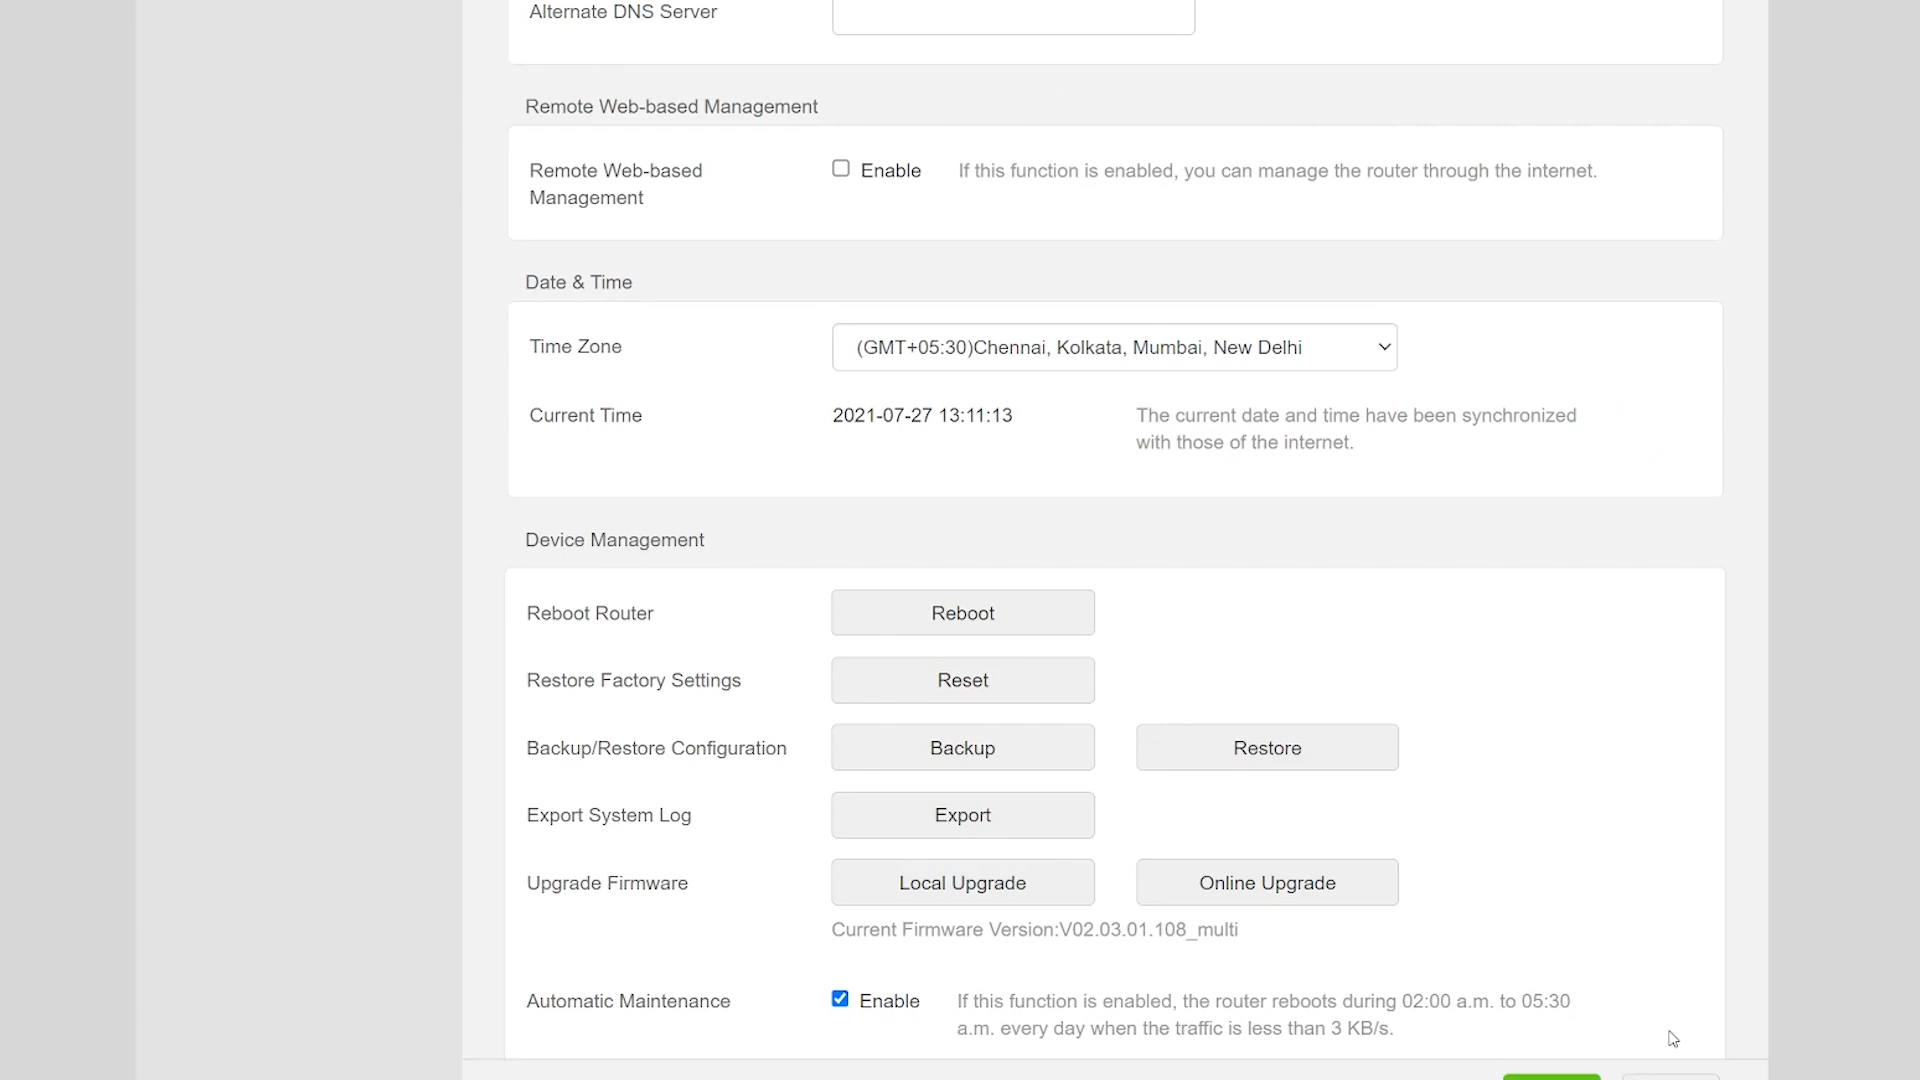 Alternate DNS Server
Remote Web-based Management
Remote Web-based
Management
Enable
If this function is enabled, you can manage the router through the internet.
Date & Time
Time Zone
(GMT+05:30)Chennai, Kolkata, Mumbai, New Delhi
Current Time
2021-07-27 13:11:13
The current date and time have been synchronized
with those of the internet.
Device Management
Reboot Router
Reboot
Restore Factory Settings
Reset
Backup/Restore Configuration
Backup
Restore
Export System Log
Export
Upgrade Firmware
Local Upgrade
Online Upgrade
Current Firmware Version:V02.03.01.108_multi
Automatic Maintenance
Enable
If this function is enabled, the router reboots during 02:00 a.m. to 05:30
a.m. every day when the traffic is less than 3 KB/s.